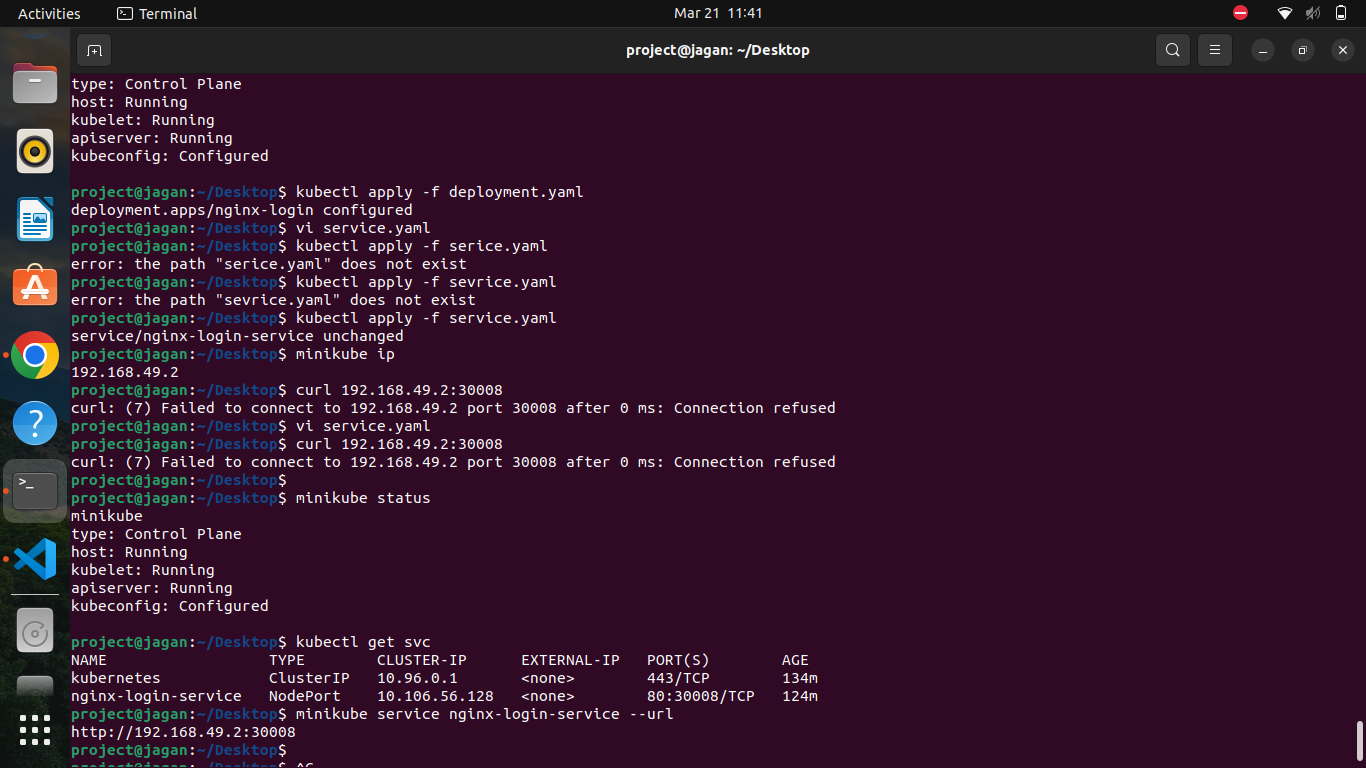 Activities
Terminal
Mar 21 11:41
project@jagan: ~/Desktop
type: Control Plane
host: Running
kubelet: Running
apiserver: Running
kubeconfig: Configured
project@jagan:~/Desktop$ kubectl apply -f deployment.yaml
deployment.apps/nginx-login configured
project@jagan:~/Desktop$ vi service.yaml
project@jagan:~/Desktop$ kubectl apply -f serice.yaml
error: the path "serice.yaml" does not exist
project@jagan:~/Desktop$ kubectl apply -f sevrice.yaml
error: the path "sevrice.yaml" does not exist
project@jagan:~/Desktop$ kubectl apply -f service.yaml
service/nginx-login-service unchanged
project@jagan:~/Desktop$ minikube ip
192.168.49.2
project@jagan:~/Desktop$ curl 192.168.49.2:30008
curl: (7) Failed to connect to 192.168.49.2 port 30008 after 0 ms: Connection refused
project@jagan:~/Desktop$ vi service.yaml
project@jagan:~/Desktop$ curl 192.168.49.2:30008
curl: (7) Failed to connect to 192.168.49.2 port 30008 after 0 ms: Connection refused
project@jagan:~/Desktop$
project@jagan:~/Desktop$ minikube status
minikube
type: Control Plane
host: Running
kubelet: Running
apiserver: Running
kubeconfig: Configured
project@jagan:~/Desktop$ kubectl get svc
NAME TYPE CLUSTER-IP EXTERNAL-IP PORT(S) AGE
kubernetes ClusterIP 10.96.0.1 <none> 443/TCP 134m
nginx-login-service NodePort 10.106.56.128 <none> 80:30008/TCP 124m
project@jagan:~/Desktop$ minikube service nginx-login-service --url
http://192.168.49.2:30008
project@jagan:~/Desktop$
project@jagan:~/Desktop$ ^C